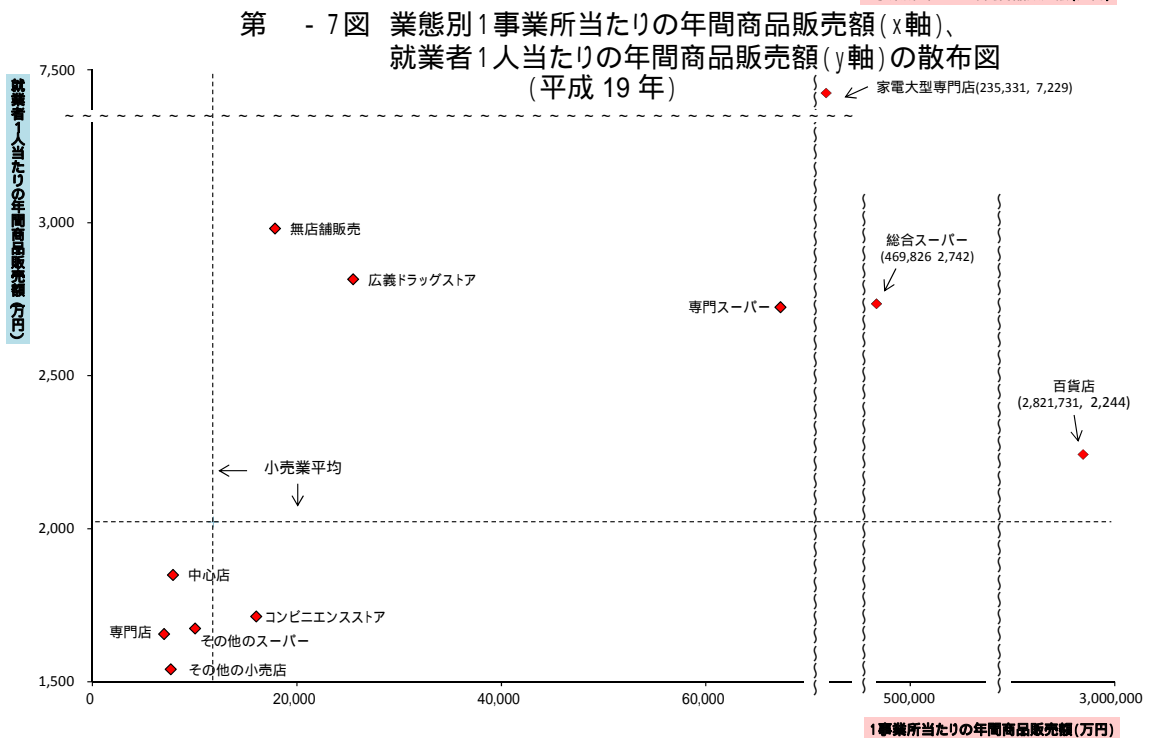 第　 - 7図 業態別1事業所当たりの年間商品販売額(x軸)、
就業者1人当たりの年間商品販売額(y軸)の散布図
(平成 19 年)
就業者1人当たりの年間商品販売額(万円)
7,500
3,000
2,500
2,000
1,500
家電大型専門店(235,331, 7,229)
無店舗販売
広義ドラッグストア
専門スーパー
総合スーパー
(469,826 2,742)
百貨店
(2,821,731, 2,244)
小売業平均
中心店
コンビニエンスストア
専門店
その他のスーパー
その他の小売店
0
20,000
40,000
60,000
500,000
3,000,000
1事業所当たりの年間商品販売額(万円)